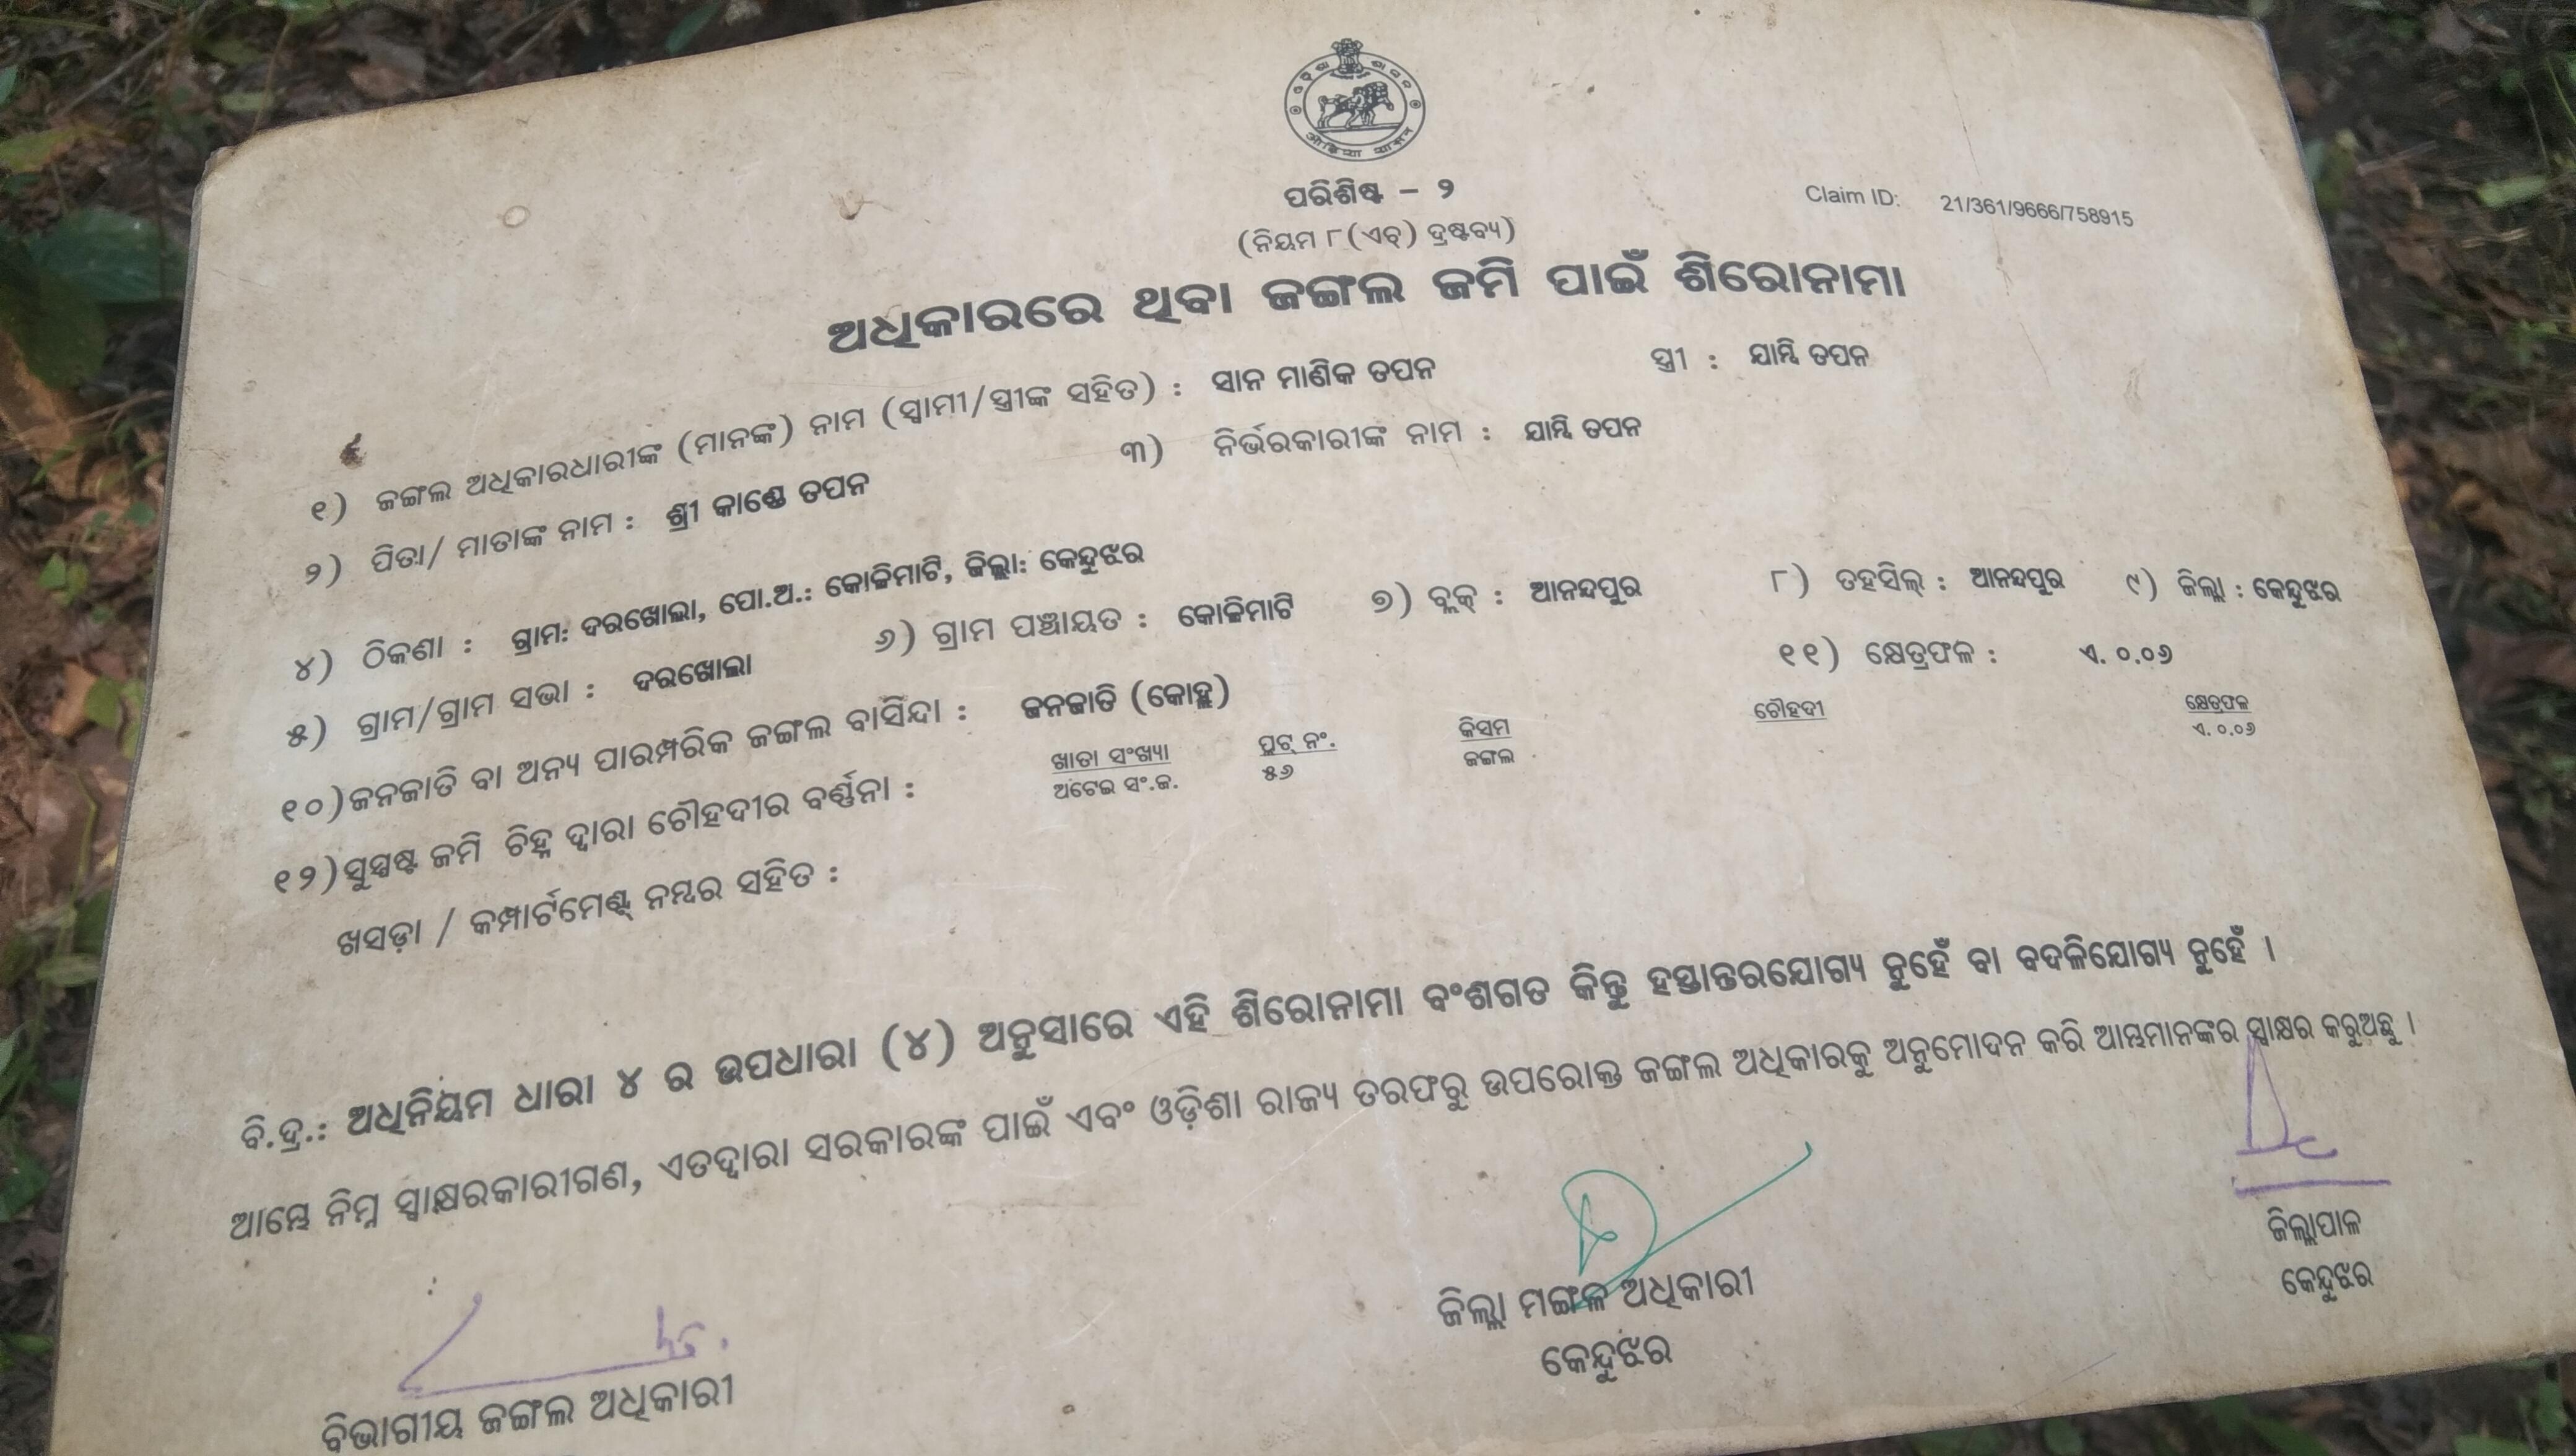 ପରିଶିଷ୍ଟ – ୨
Claim ID: 21/361/9666/758915
(ନିୟମ ୮(ଏଚ୍) ଦ୍ରଷ୍ଟବ୍ୟ)
ଅଧିକାରରେ ଥିବା ଜଙ୍ଗଲ ଜମି ପାଇଁ ଶିରୋନାମା
୧) ଜଙ୍ଗଲ ଅଧିକାରଧାରୀଙ୍କ (ମାନଙ୍କ) ନାମ (ସ୍ୱାମୀ/ସ୍ତ୍ରୀଙ୍କ ସହିତ) : ସାନ ମାଣିକ ତପନ ସ୍ତ୍ରୀ : ଯାମ୍ଭି ତପନ
୨) ପିତା/ ମାତାଙ୍କ ନାମ : ଶ୍ରୀ କାଣ୍ଡେ ତପନ ୩) ନିର୍ଭରକାରୀଙ୍କ ନାମ : ଯାମ୍ଭି ତପନ
୪) ଠିକଣା : ଗ୍ରାମ: ଦରଖୋଲା, ପୋ.ଅ.: କୋଳିମାଟି, ଜିଲ୍ଲା: କେନ୍ଦୁଝର
୫) ଗ୍ରାମ/ଗ୍ରାମ ସଭା : ଦରଖୋଲା ୬) ଗ୍ରାମ ପଞ୍ଚାୟତ : କୋଳିମାଟି ୭) ବ୍ଲକ୍ : ଆନନ୍ଦପୁର ୮) ତହସିଲ୍ : ଆନନ୍ଦପୁର ୯) ଜିଲ୍ଲା : କେନ୍ଦୁଝର
୧୦)ଜନଜାତି ବା ଅନ୍ୟ ପାରମ୍ପରିକ ଜଙ୍ଗଲ ବାସିନ୍ଦା : ଜନଜାତି (କୋହ୍ଲ) ୧୧) କ୍ଷେତ୍ରଫଳ : ଏ. ୦.୦୬
୧୨)ସୁସ୍ପଷ୍ଟ ଜମି ଚିହ୍ନ ଦ୍ୱାରା ଚୌହଦୀର ବର୍ଣ୍ଣନା : ଖାତା ସଂଖ୍ୟା ପ୍ଲଟ୍ ନଂ. କିସମ ଚୌହଦୀ କ୍ଷେତ୍ରଫଳ
ଅଟେଇ ସଂ.ଜ. ୫୬ ଜଙ୍ଗଲ ଏ. ୦.୦୬
ଖସଡ଼ା / କମ୍ପାର୍ଟମେଣ୍ଟ୍ ନମ୍ବର ସହିତ :
ବି.ଦ୍ର.: ଅଧିନିୟମ ଧାରା ୪ ର ଉପଧାରା (୪) ଅନୁସାରେ ଏହି ଶିରୋନାମା ବଂଶଗତ କିନ୍ତୁ ହସ୍ତାନ୍ତରଯୋଗ୍ୟ ନୁହେଁ ବା ବଦଳିଯୋଗ୍ୟ ନୁହେଁ ।
ଆମ୍ଭେ ନିମ୍ନ ସ୍ୱାକ୍ଷରକାରୀଗଣ, ଏତଦ୍ୱାରା ସରକାରଙ୍କ ପାଇଁ ଏବଂ ଓଡ଼ିଶା ରାଜ୍ୟ ତରଫରୁ ଉପରୋକ୍ତ ଜଙ୍ଗଲ ଅଧିକାରକୁ ଅନୁମୋଦନ କରି ଆମ୍ଭମାନଙ୍କର ସ୍ୱାକ୍ଷର କରୁଅଛୁ ।
ବିଭାଗୀୟ ଜଙ୍ଗଲ ଅଧିକାରୀ
ଜିଲ୍ଲା ମଙ୍ଗଳ ଅଧିକାରୀ
କେନ୍ଦୁଝର
ଜିଲ୍ଲାପାଳ
କେନ୍ଦୁଝର